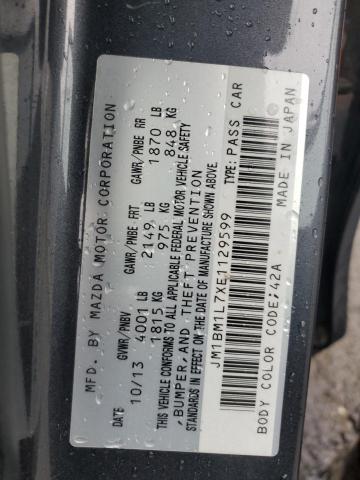 MFD. BY MAZDA MOTOR CORPORATION
DATE GVWR/PNBV GAWR/PNBE FRT GAWR/PNBE RR
10/13 4001 LB 2149 LB 1870 LB
1815 KG 975 KG 848 KG
THIS VEHICLE CONFORMS TO ALL APPLICABLE FEDERAL MOTOR VEHICLE SAFETY
,BUMPER,AND THEFT PREVENTION
STANDARDS IN EFFECT ON THE DATE OF MANUFACTURE SHOWN ABOVE.
JM1BM1L7XE1129599 TYPE:PASS CAR
BODY COLOR CODE;42A MADE IN JAPAN